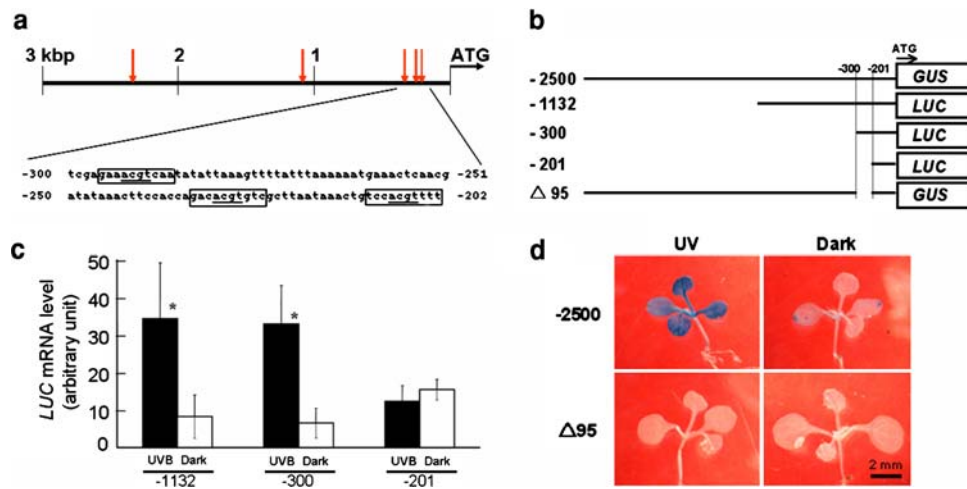 a
3 kbp 2 1 ATG
-300 tcgagaaacgtcaatatattaaagttttatttaaaaaatgaaactcaacg -251
-250 atataaacttccaccagacacgtgtcgcttaataaactgtccacgttttt -202
b
ATG
-300 -201
-2500 GUS
-1132 LUC
-300 LUC
-201 LUC
△95 GUS
c
LUC mRNA level
(arbitrary unit)
50
40
30
20
10
0
* *
UVB Dark UVB Dark UVB Dark
-1132 -300 -201
d
UV Dark
-2500
△95
2 mm